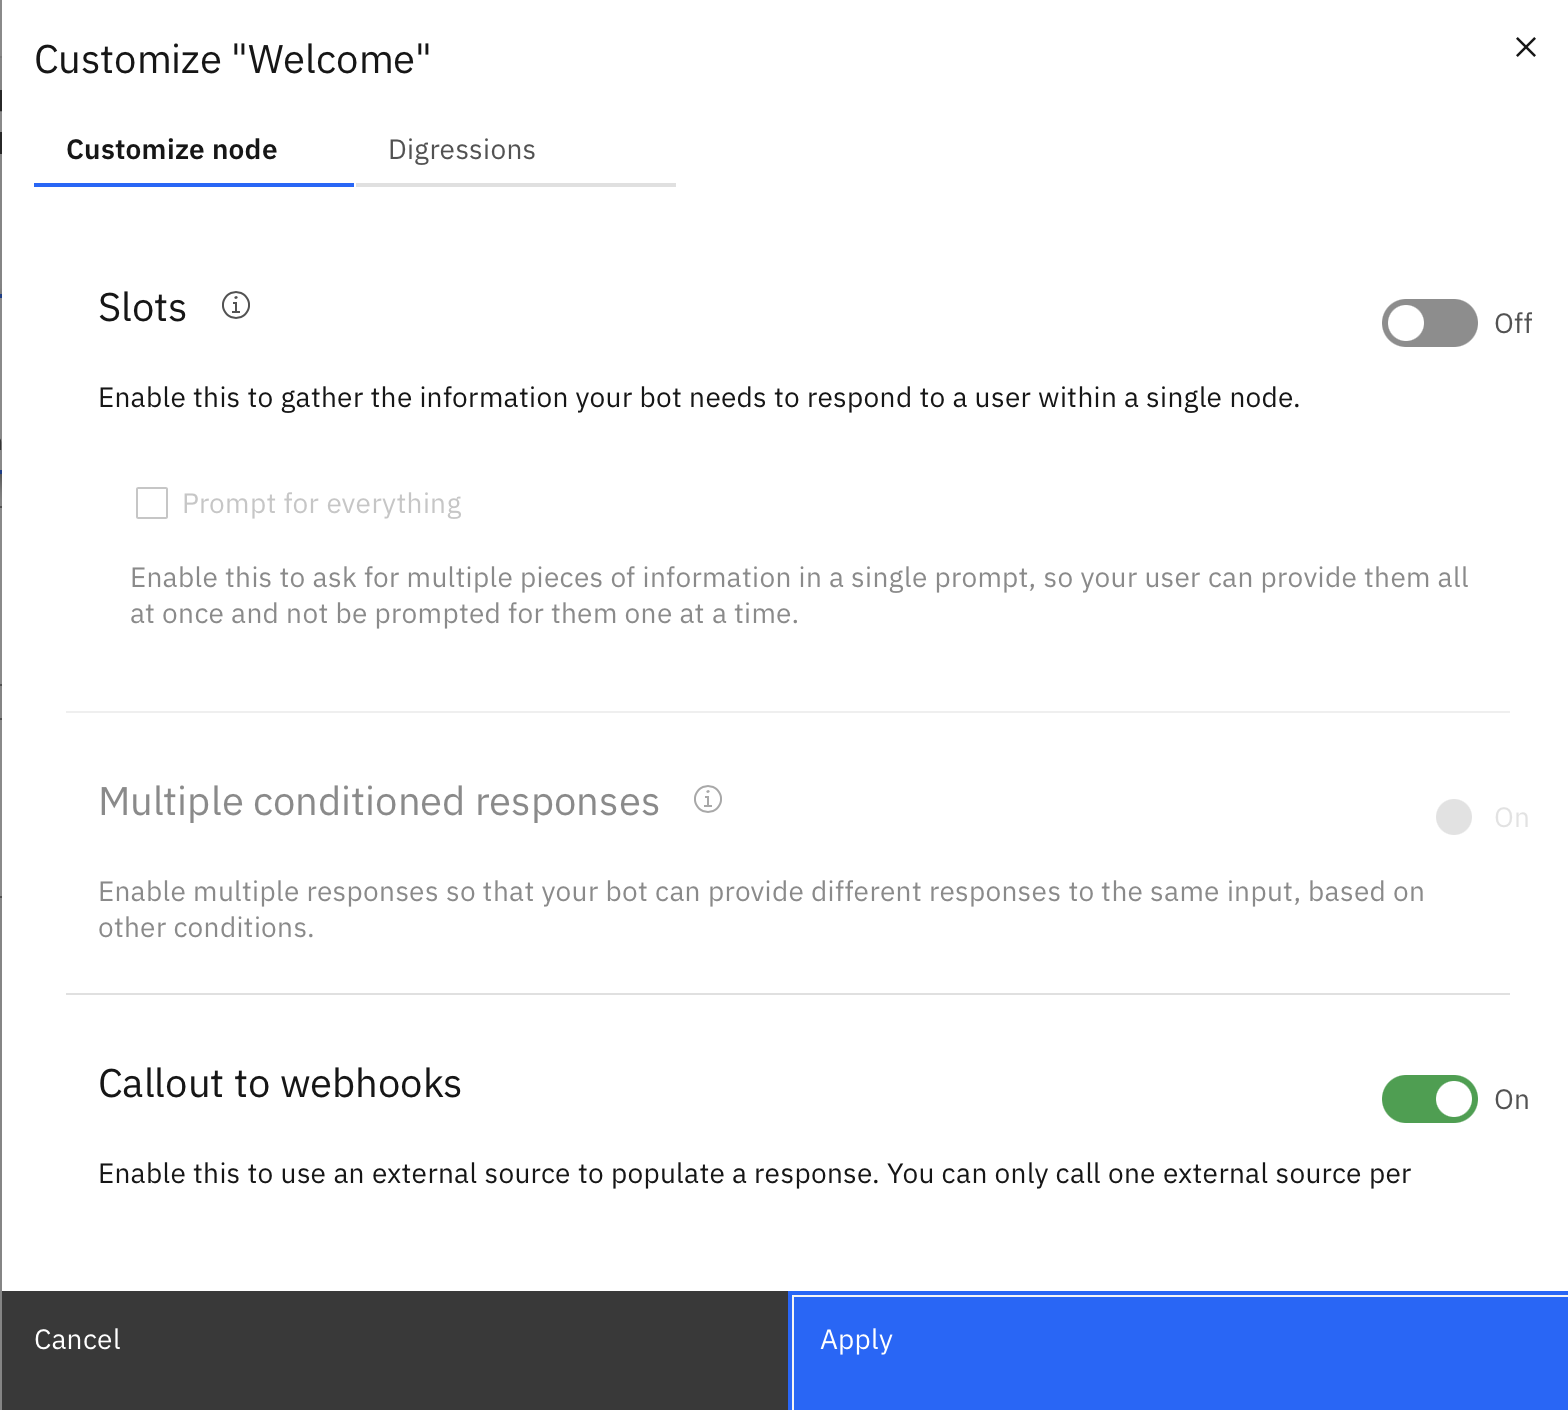 Customize "Welcome"
Customize node
Digressions
Slots
Off
Enable this to gather the information your bot needs to respond to a user within a single node.
Prompt for everything
Enable this to ask for multiple pieces of information in a single prompt, so your user can provide them all
at once and not be prompted for them one at a time.
Multiple conditioned responses
On
Enable multiple responses so that your bot can provide different responses to the same input, based on
other conditions.
Callout to webhooks
On
Enable this to use an external source to populate a response. You can only call one external source per
Cancel
Apply